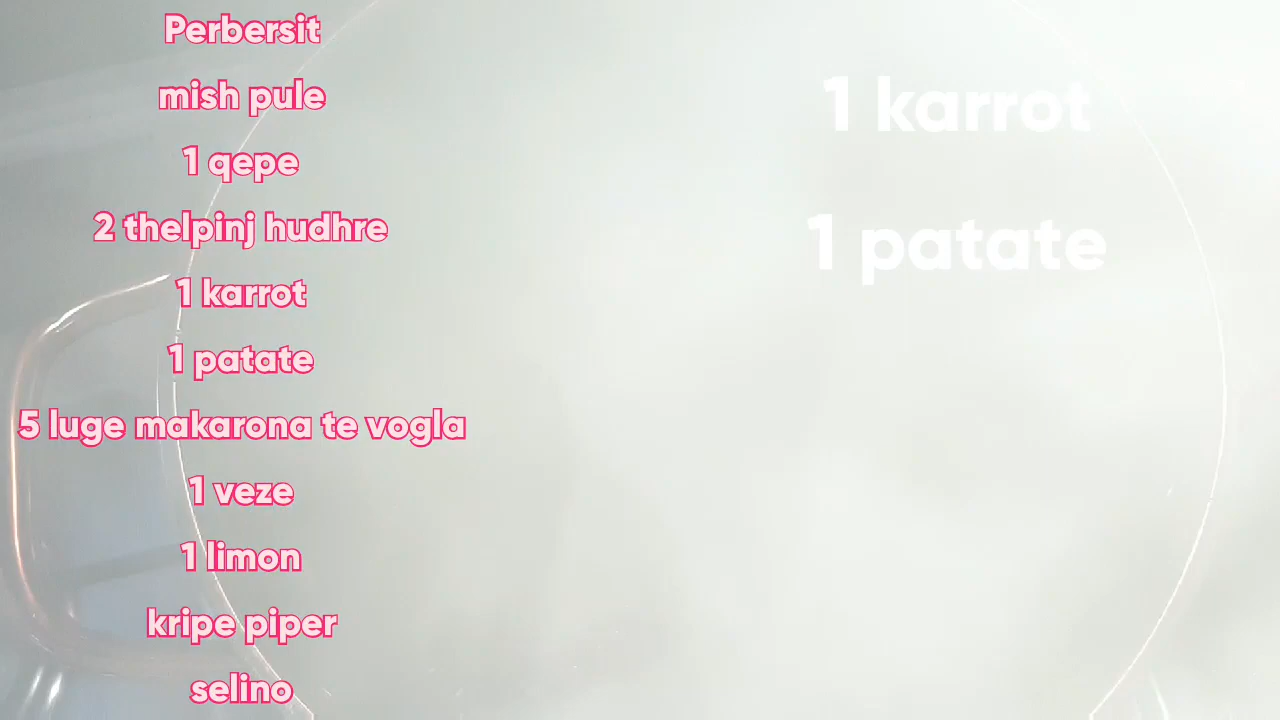 Perbersit
mish pule
1 qepe
2 thelpinj hudhre
1 karrot
1 patate
5 luge makarona te vogla
1 veze
1 limon
kripe piper
selino
1 karrot
1 patate